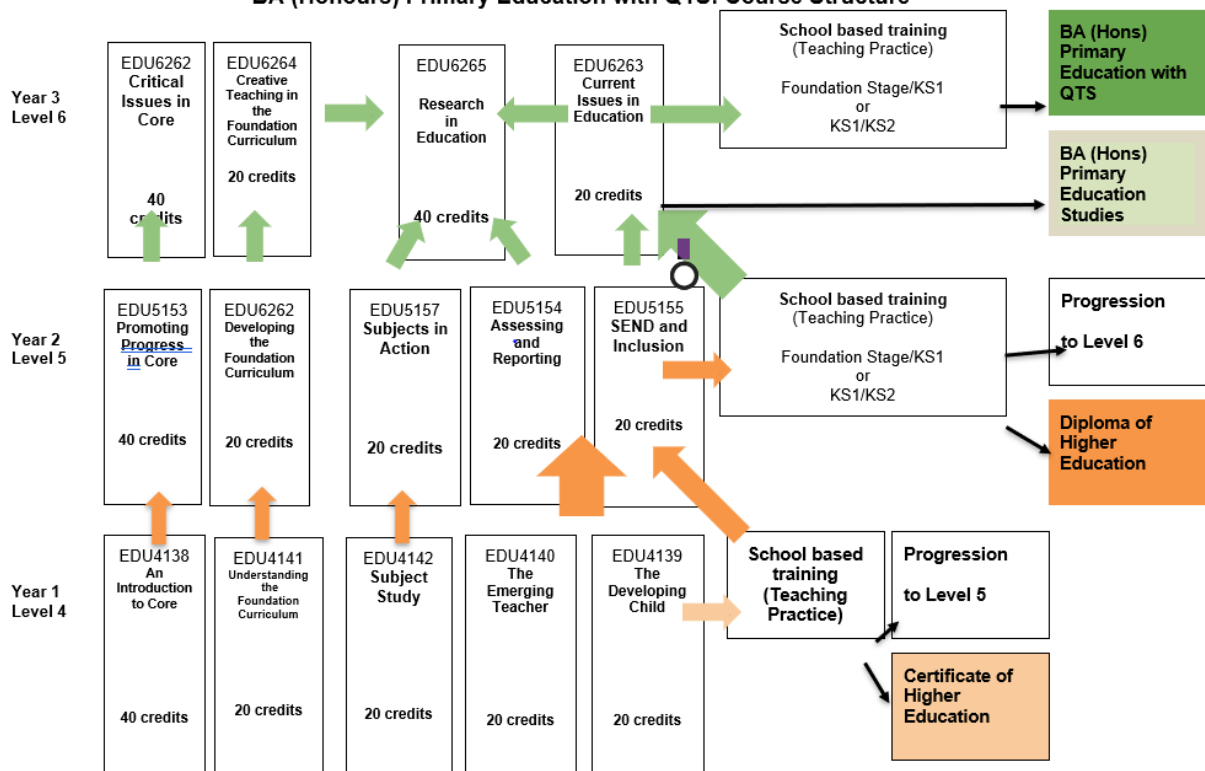 BA (Honours) Primary Education with QTS: Course Structure
Year 3
Level 6
EDU6262
Critical
Issues in
Core
40
credits
EDU6264
Creative
Teaching in
the
Foundation
Curriculum
20 credits
EDU6265
Research
in
Education
40 credits
EDU6263
Current
Issues in
Education
20 credits
School based training
(Teaching Practice)
Foundation Stage/KS1
or
KS1/KS2
BA (Hons)
Primary
Education with
QTS
BA (Hons)
Primary
Education
Studies
Year 2
Level 5
EDU5153
Promoting
Progress
in Core
40 credits
EDU6262
Developing
the
Foundation
Curriculum
20 credits
EDU5157
Subjects in
Action
20 credits
EDU5154
Assessing
and
Reporting
20 credits
EDU5155
SEND and
Inclusion
20 credits
School based training
(Teaching Practice)
Foundation Stage/KS1
or
KS1/KS2
Progression
to Level 6
Diploma of
Higher
Education
Year 1
Level 4
EDU4138
An
Introduction
to Core
40 credits
EDU4141
Understanding
the
Foundation
Curriculum
20 credits
EDU4142
Subject
Study
20 credits
EDU4140
The
Emerging
Teacher
20 credits
EDU4139
The
Developing
Child
20 credits
School based
training
(Teaching
Practice)
Progression
to Level 5
Certificate of
Higher
Education